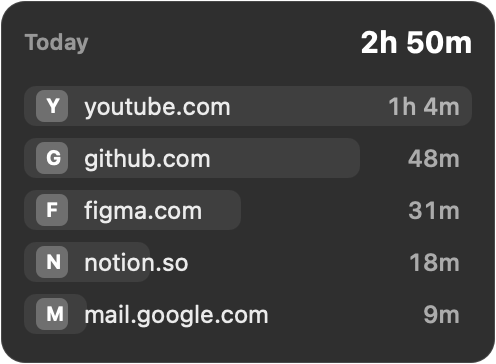 Today 2h 50m
Y youtube.com 1h 4m
G github.com 48m
F figma.com 31m
N notion.so 18m
M mail.google.com 9m